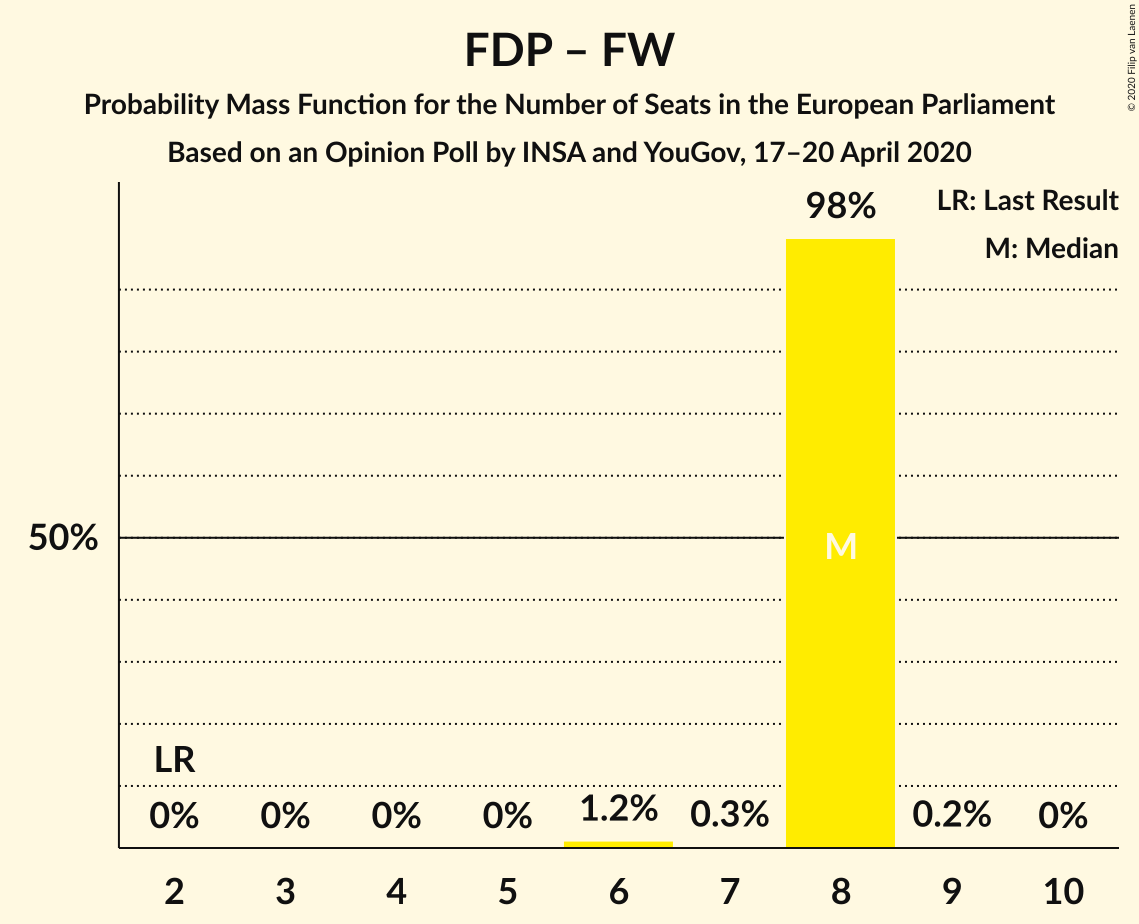 FDP – FW
Probability Mass Function for the Number of Seats in the European Parliament
Based on an Opinion Poll by INSA and YouGov, 17–20 April 2020
© 2020 Filip van Laenen
LR: Last Result
M: Median
98%
50%
M
LR
0% 0% 0% 0% 1.2% 0.3% 0.2% 0%
2 3 4 5 6 7 8 9 10